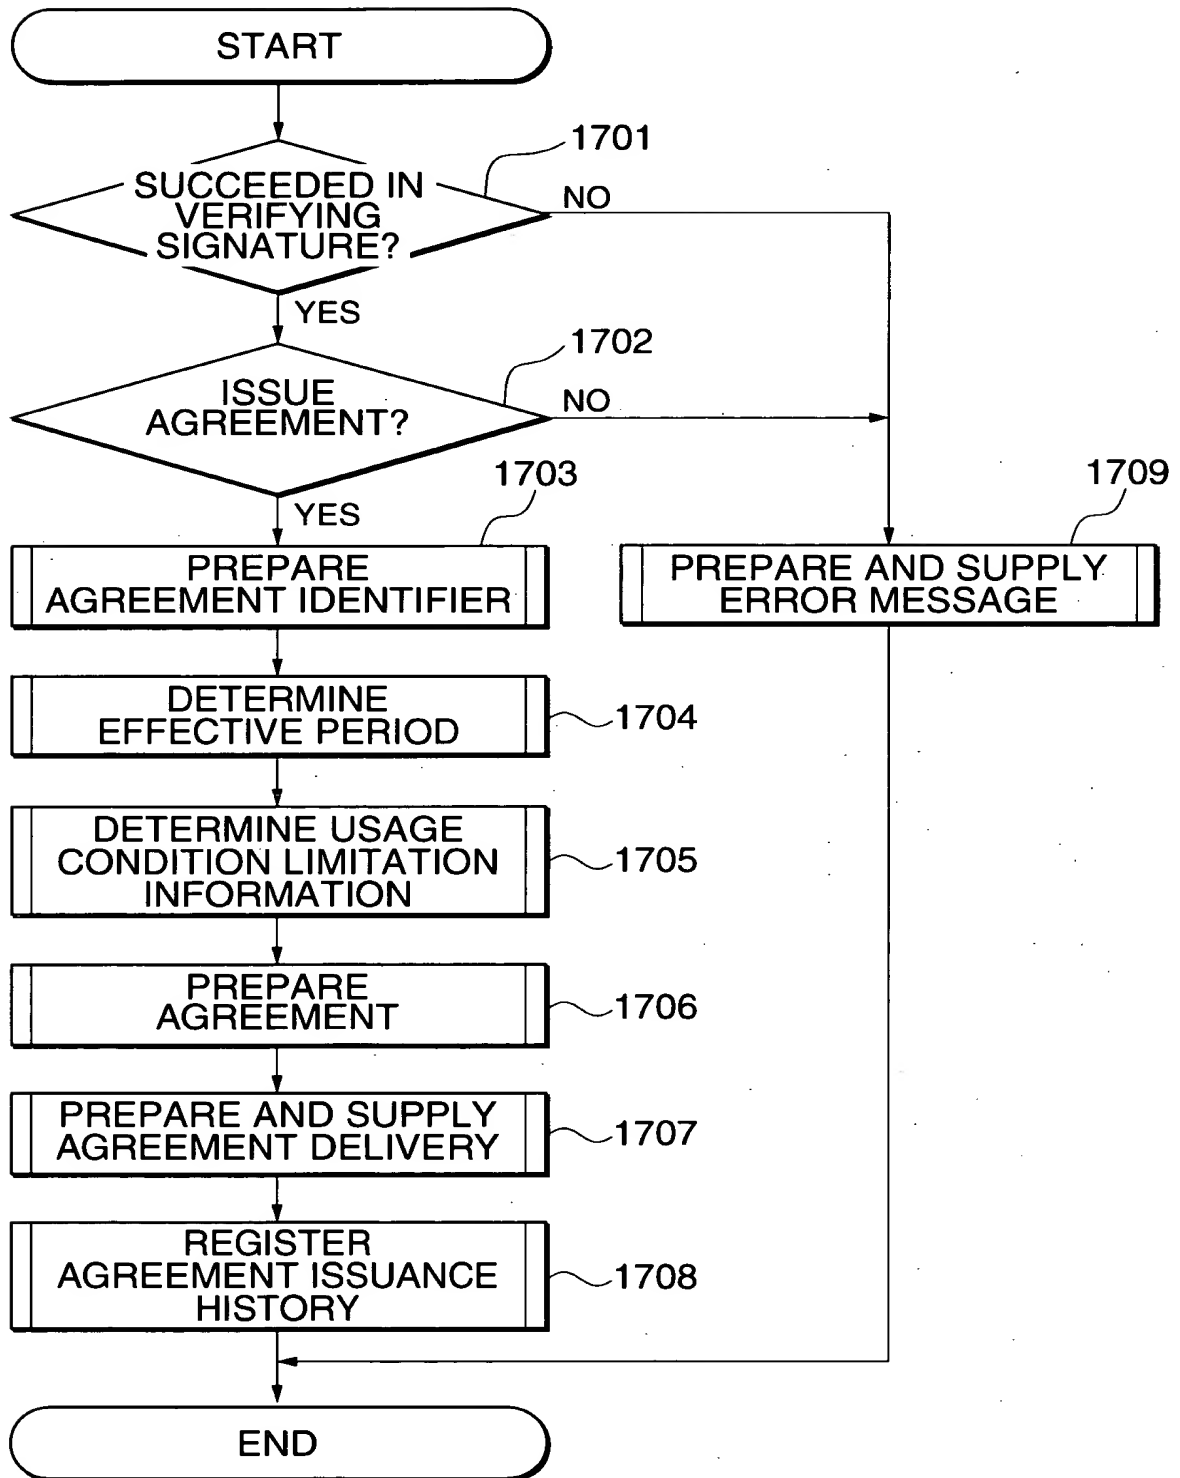 START
1701
SUCCEEDED IN
VERIFYING
SIGNATURE?
NO
YES
1702
ISSUE
AGREEMENT?
NO
YES
1703
PREPARE
AGREEMENT IDENTIFIER
1709
PREPARE AND SUPPLY
ERROR MESSAGE
DETERMINE
EFFECTIVE PERIOD
1704
DETERMINE USAGE
CONDITION LIMITATION
INFORMATION
1705
PREPARE
AGREEMENT
1706
PREPARE AND SUPPLY
AGREEMENT DELIVERY
1707
REGISTER
AGREEMENT ISSUANCE
HISTORY
1708
END